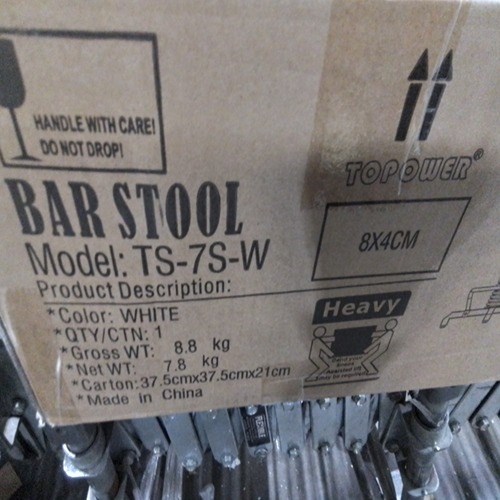 HANDLE WITH CARE!
DO NOT DROP!
TOPOWER®
BAR STOOL
8X4CM
Model: TS-7S-W
Product Description:
*Color: WHITE
*QTY/CTN: 1
*Gross WT: 8.8 kg
*Net WT: 7.8 kg
*Carton:37.5cmx37.5cmx21cm
*Made in China
Heavy